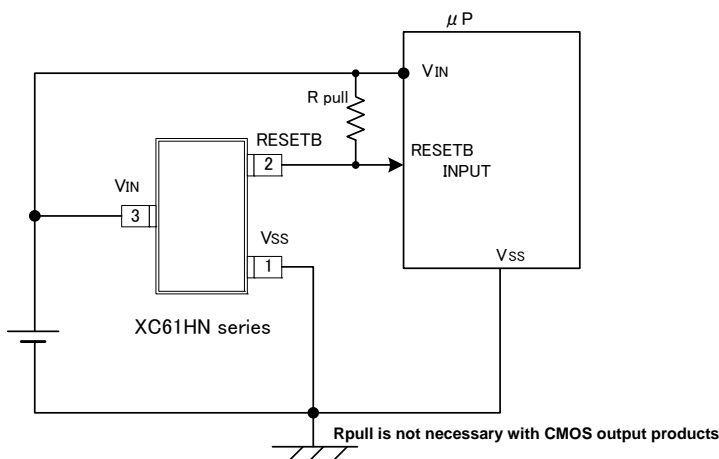 μP
VIN
R pull
RESETB
2
RESETB
INPUT
VIN
3
VSS
1
VSS
XC61HN series
Rpull is not necessary with CMOS output products